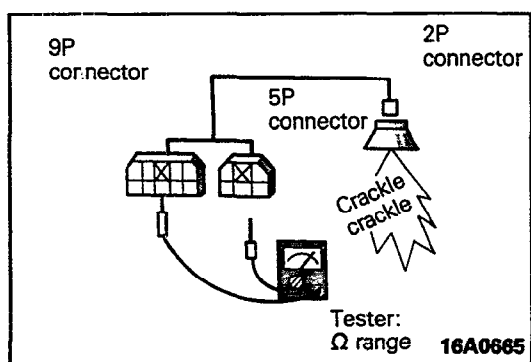 9P
connector
2P
connector
5P
connector
Crackle
crackle
Tester:
Ω range
16A0665